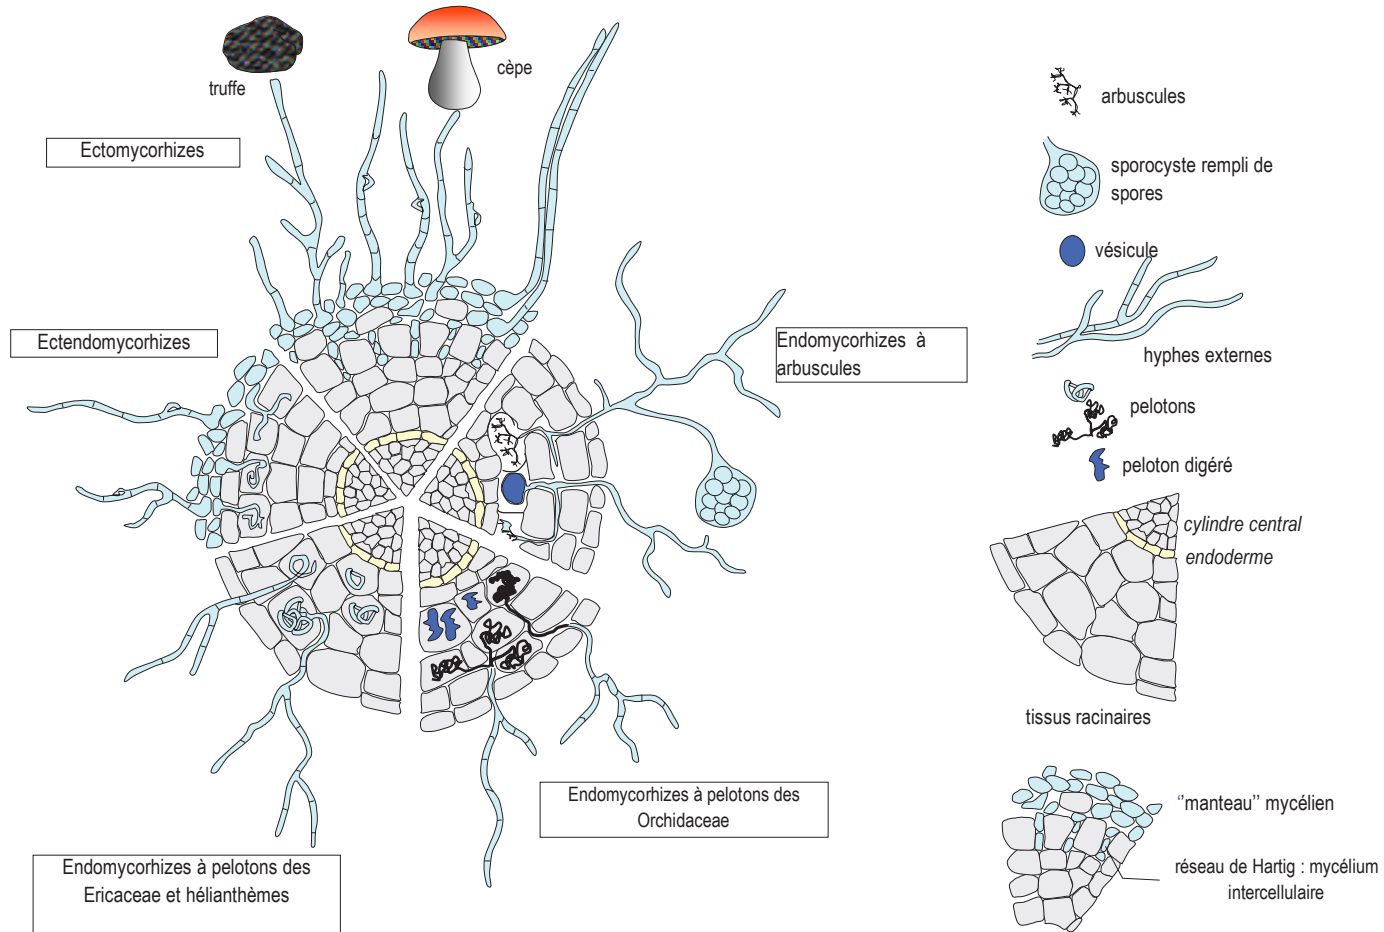 truffe
cèpe
Ectomycorhizes
Ectendomycorhizes
Endomycorhizes à
arbuscules
Endomycorhizes à pelotons des
Orchidaceae
Endomycorhizes à pelotons des
Ericaceae et hélianthèmes
arbuscules
sporocyste rempli de
spores
vésicule
hyphes externes
pelotons
peloton digéré
cylindre central
endoderme
tissus racinaires
‘'manteau'' mycélien
réseau de Hartig : mycélium
intercellulaire